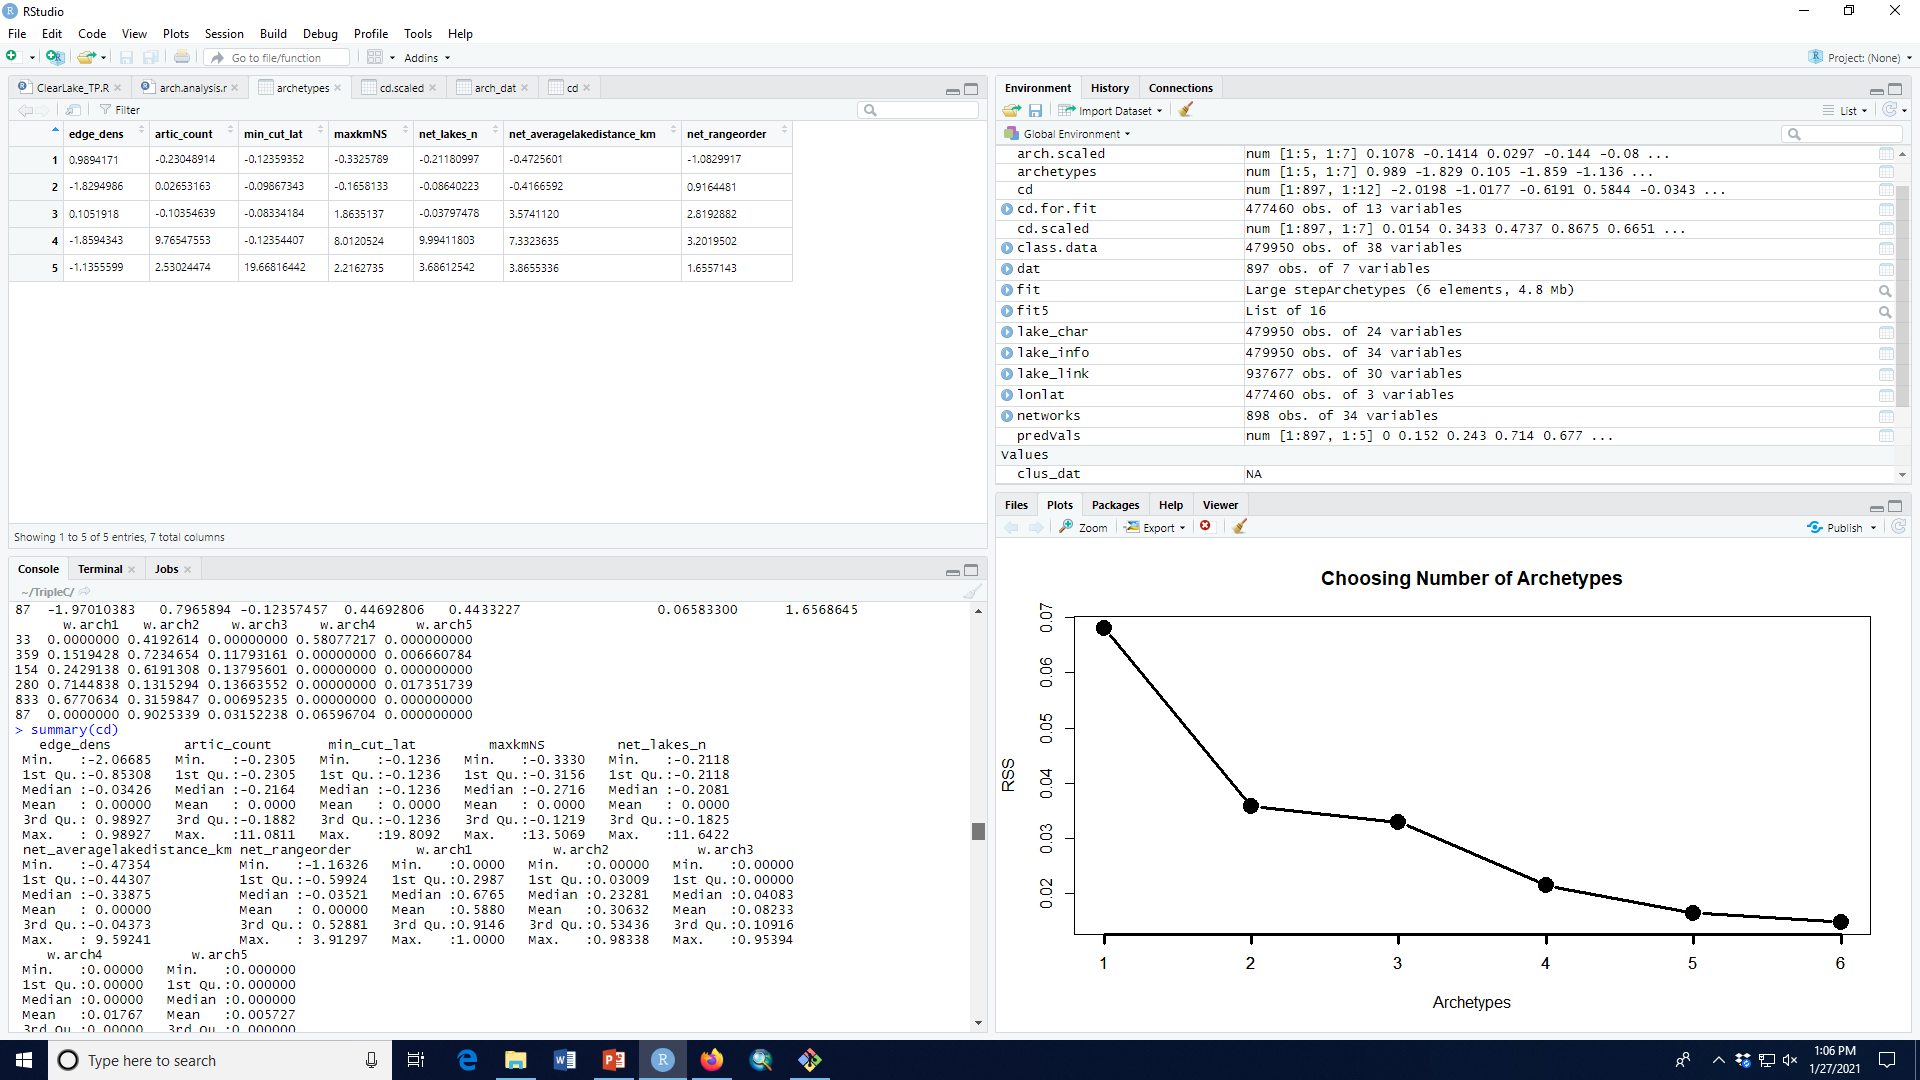 RStudio
File Edit Code View Plots Session Build Debug Profile Tools Help
Go to file/function Addins Project: (None)
ClearLake_TP.R arch.analysis.r archetypes cd.scaled arch_dat cd
Filter
edge_dens artic_count min_cut_lat maxkmNS net_lakes_n net_averagelakedistance_km net_rangeorder
1 0.9894171 -0.23048914 -0.12359352 -0.3325789 -0.21180997 -0.4725601 -1.0829917
2 -1.8294986 0.02653163 -0.09867343 -0.1658133 -0.08640223 -0.4166592 0.9164481
3 0.1051918 -0.10354639 -0.08334184 1.8635137 -0.03797478 3.5741120 2.8192882
4 -1.8594343 9.76547553 -0.12354407 8.0120524 9.99411803 7.3323635 3.2019502
5 -1.1355599 2.53024474 19.66816442 2.2162735 3.68612542 3.8655336 1.6557143
Showing 1 to 5 of 5 entries, 7 total columns
Console Terminal Jobs
~/TripleC/
87 -1.97010383 0.7965894 -0.12357457 0.44692806 0.4433227 0.06583300 1.6568645
w.arch1 w.arch2 w.arch3 w.arch4 w.arch5
33 0.0000000 0.4192614 0.00000000 0.58077217 0.000000000
359 0.1519428 0.7234654 0.11793161 0.00000000 0.006660784
154 0.2429138 0.6191308 0.13795601 0.00000000 0.000000000
280 0.7144838 0.1315294 0.13663552 0.00000000 0.017351739
833 0.6770634 0.3159847 0.00695235 0.00000000 0.000000000
87 0.0000000 0.9025339 0.03152238 0.06596704 0.000000000
> summary(cd)
edge_dens artic_count min_cut_lat maxkmNS net_lakes_n
Min. :-2.06685 Min. :-0.2305 Min. :-0.1236 Min. :-0.3330 Min. :-0.2118
1st Qu.:-0.85308 1st Qu.:-0.2305 1st Qu.:-0.1236 1st Qu.:-0.3156 1st Qu.:-0.2118
Median :-0.03426 Median :-0.2164 Median :-0.1236 Median :-0.2716 Median :-0.2081
Mean : 0.00000 Mean : 0.0000 Mean : 0.0000 Mean : 0.0000 Mean : 0.0000
3rd Qu.: 0.98927 3rd Qu.:-0.1882 3rd Qu.:-0.1236 3rd Qu.:-0.1219 3rd Qu.:-0.1825
Max. : 0.98927 Max. :11.0811 Max. :19.8092 Max. :13.5069 Max. :11.6422
net_averagelakedistance_km net_rangeorder w.arch1 w.arch2 w.arch3
Min. :-0.47354 Min. :-1.16326 Min. :0.0000 Min. :0.00000 Min. :0.00000
1st Qu.:-0.44307 1st Qu.:-0.59924 1st Qu.:0.2987 1st Qu.:0.03009 1st Qu.:0.00000
Median :-0.33875 Median :-0.03521 Median :0.6765 Median :0.23281 Median :0.04083
Mean : 0.00000 Mean : 0.00000 Mean :0.5880 Mean :0.30632 Mean :0.08233
3rd Qu.:-0.04373 3rd Qu.: 0.52881 3rd Qu.:0.9146 3rd Qu.:0.53436 3rd Qu.:0.10916
Max. : 9.59241 Max. : 3.91297 Max. :1.0000 Max. :0.98338 Max. :0.95394
w.arch4 w.arch5
Min. :0.00000 Min. :0.000000
1st Qu.:0.00000 1st Qu.:0.000000
Median :0.00000 Median :0.000000
Mean :0.01767 Mean :0.005727
3rd Qu.:0.00000 3rd Qu.:0.000000
Environment History Connections
Import Dataset List
Global Environment
arch.scaled num [1:5, 1:7] 0.1078 -0.1414 0.0297 -0.144 -0.08 ...
archetypes num [1:5, 1:7] 0.989 -1.829 0.105 -1.859 -1.136 ...
cd num [1:897, 1:12] -2.0198 -1.0177 -0.6191 0.5844 -0.0343 ...
cd.for.fit 477460 obs. of 13 variables
cd.scaled num [1:897, 1:7] 0.0154 0.3433 0.4737 0.8675 0.6651 ...
class.data 479950 obs. of 38 variables
dat 897 obs. of 7 variables
fit Large stepArchetypes (6 elements, 4.8 Mb)
fit5 List of 16
lake_char 479950 obs. of 24 variables
lake_info 479950 obs. of 34 variables
lake_link 937677 obs. of 30 variables
lonlat 477460 obs. of 3 variables
networks 898 obs. of 34 variables
predVals num [1:897, 1:5] 0 0.152 0.243 0.714 0.677 ...
Values
clus_dat NA
Files Plots Packages Help Viewer
Zoom Export Publish
Choosing Number of Archetypes
RSS
0.07
0.06
0.05
0.04
0.03
0.02
1 2 3 4 5 6
Archetypes
Type here to search
1:06 PM
1/27/2021